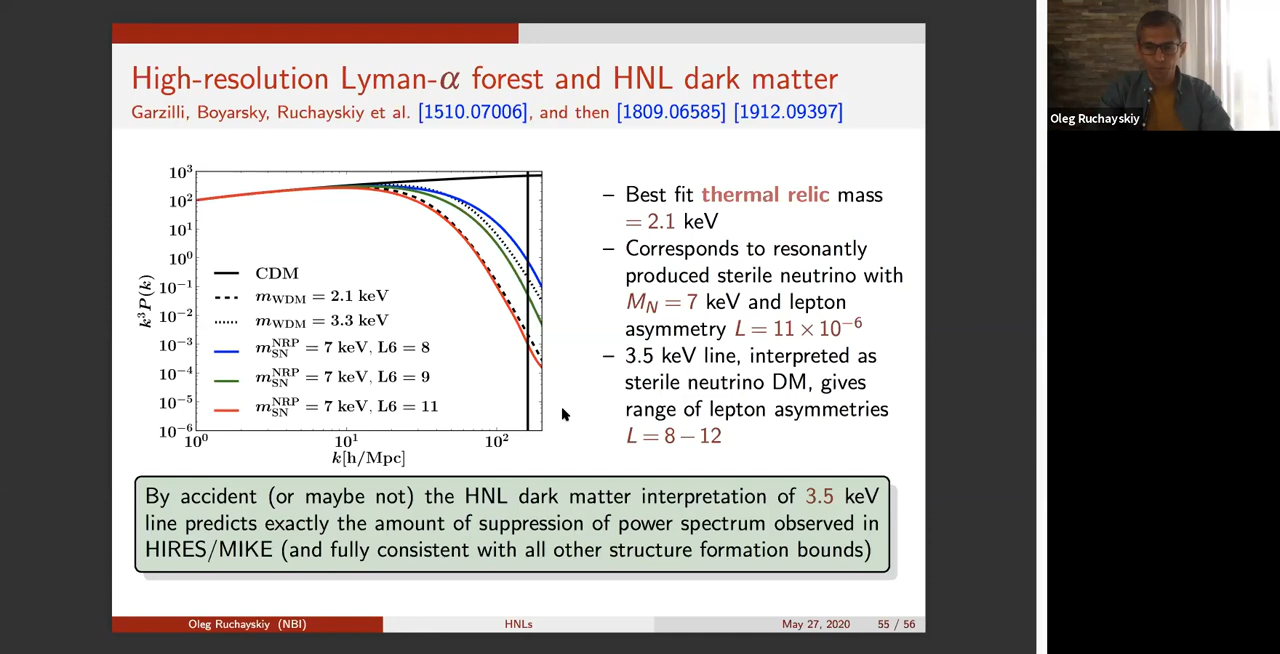 High-resolution Lyman-α forest and HNL dark matter
Garzilli, Boyarsky, Ruchayskiy et al. [1510.07006], and then [1809.06585] [1912.09397]
10³
10²
10¹
10⁰
10⁻¹
10⁻²
10⁻³
10⁻⁴
10⁻⁵
10⁻⁶
k³P(k)
CDM
m_WDM = 2.1 keV
m_WDM = 3.3 keV
m_SN^NRP = 7 keV, L6 = 8
m_SN^NRP = 7 keV, L6 = 9
m_SN^NRP = 7 keV, L6 = 11
10⁰ 10¹ 10²
k[h/Mpc]
– Best fit thermal relic mass
= 2.1 keV
– Corresponds to resonantly
produced sterile neutrino with
M_N = 7 keV and lepton
asymmetry L = 11 × 10⁻⁶
– 3.5 keV line, interpreted as
sterile neutrino DM, gives
range of lepton asymmetries
L = 8 – 12
By accident (or maybe not) the HNL dark matter interpretation of 3.5 keV
line predicts exactly the amount of suppression of power spectrum observed in
HIRES/MIKE (and fully consistent with all other structure formation bounds)
Oleg Ruchayskiy (NBI) HNLs May 27, 2020 55 / 56
Oleg Ruchayskiy